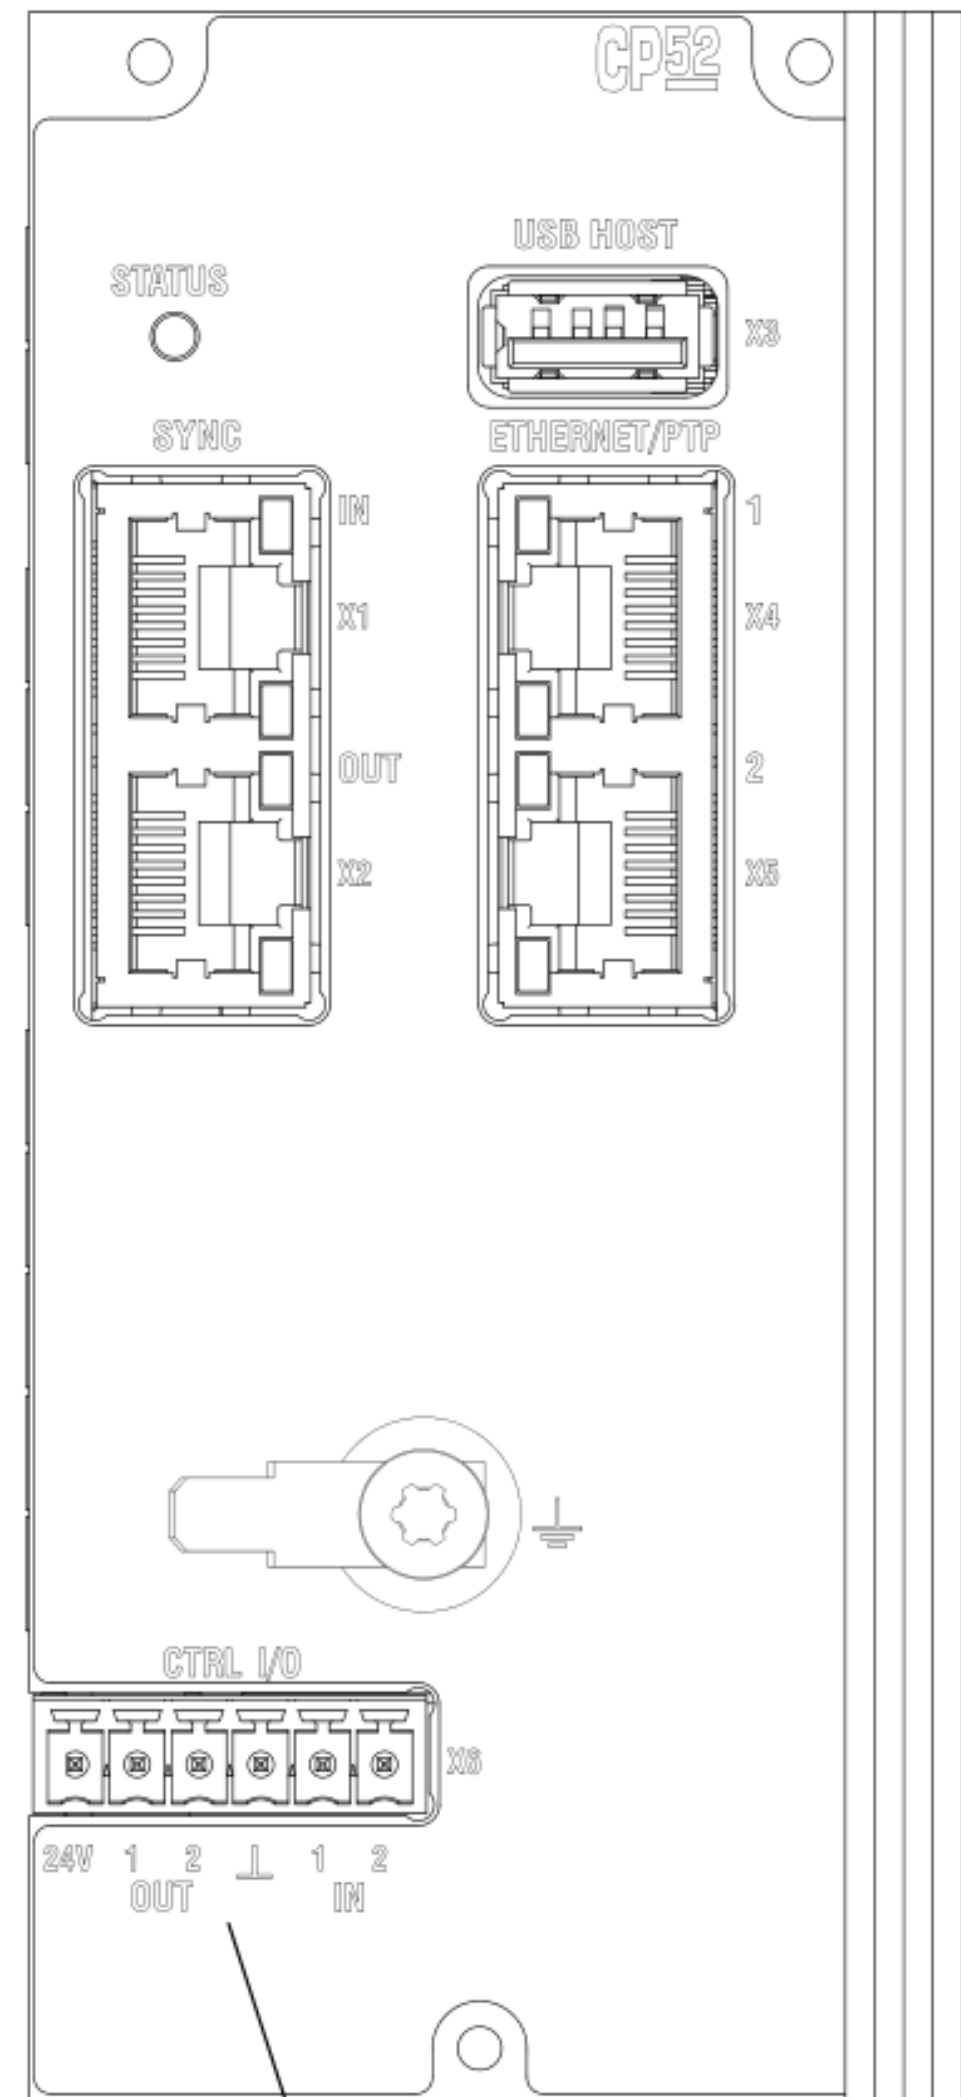 CP52
USB HOST
STATUS
X3
SYNC
ETHERNET/PTP
IN
1
X1
X4
OUT
2
X2
X5
CTRL I/O
X6
24V 1 2 ⊥ 1 2
OUT IN